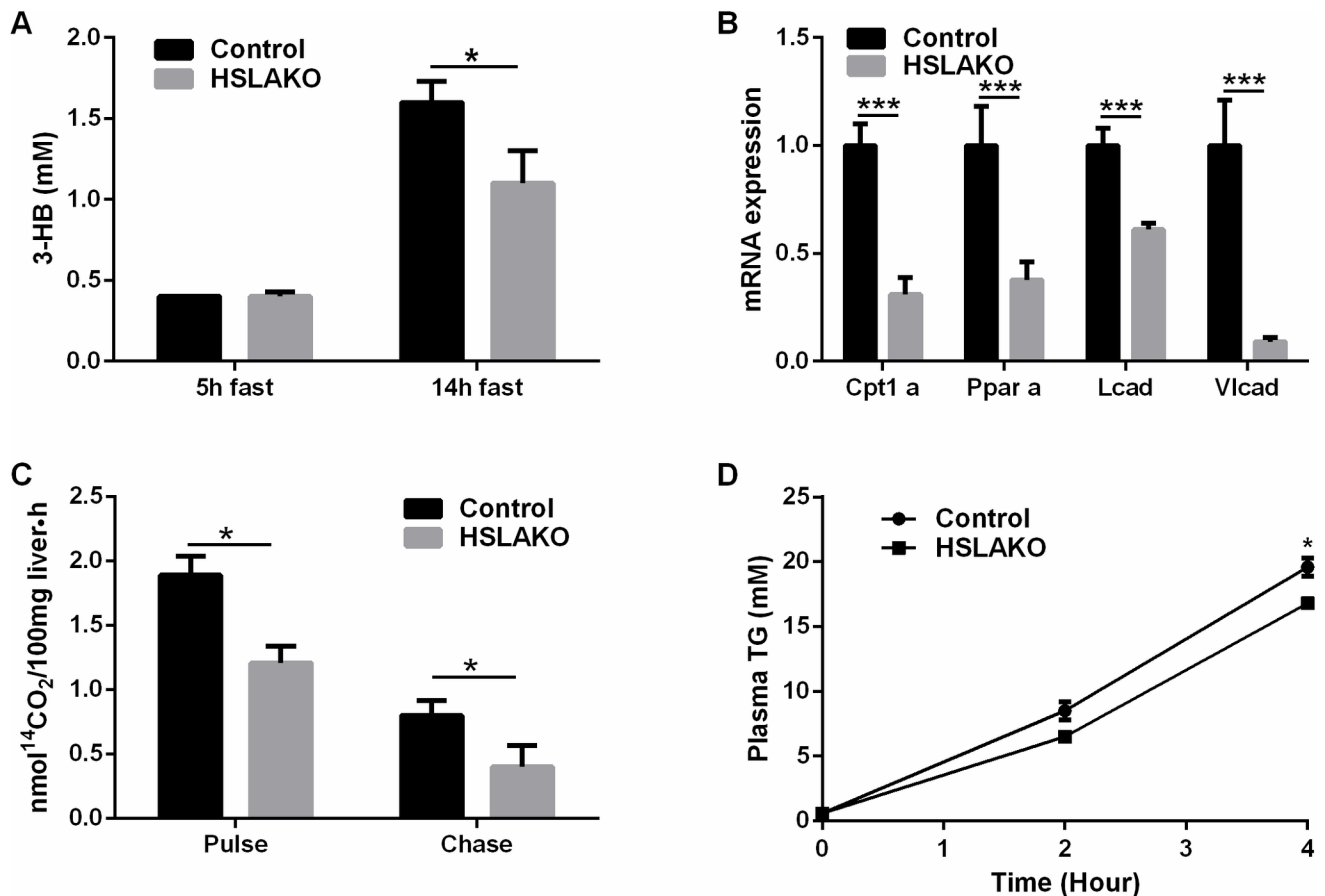 A
3-HB (mM)
2.0
1.5
1.0
0.5
0.0
Control
HSLAKO
*
5h fast
14h fast
B
mRNA expression
1.5
1.0
0.5
0.0
Control
HSLAKO
***
***
***
***
Cpt1 a
Ppar a
Lcad
Vlcad
C
nmol¹⁴CO₂/100mg liver•h
2.5
2.0
1.5
1.0
0.5
0.0
Control
HSLAKO
*
*
Pulse
Chase
D
Plasma TG (mM)
25
20
15
10
5
0
Control
HSLAKO
*
0
1
2
3
4
Time (Hour)